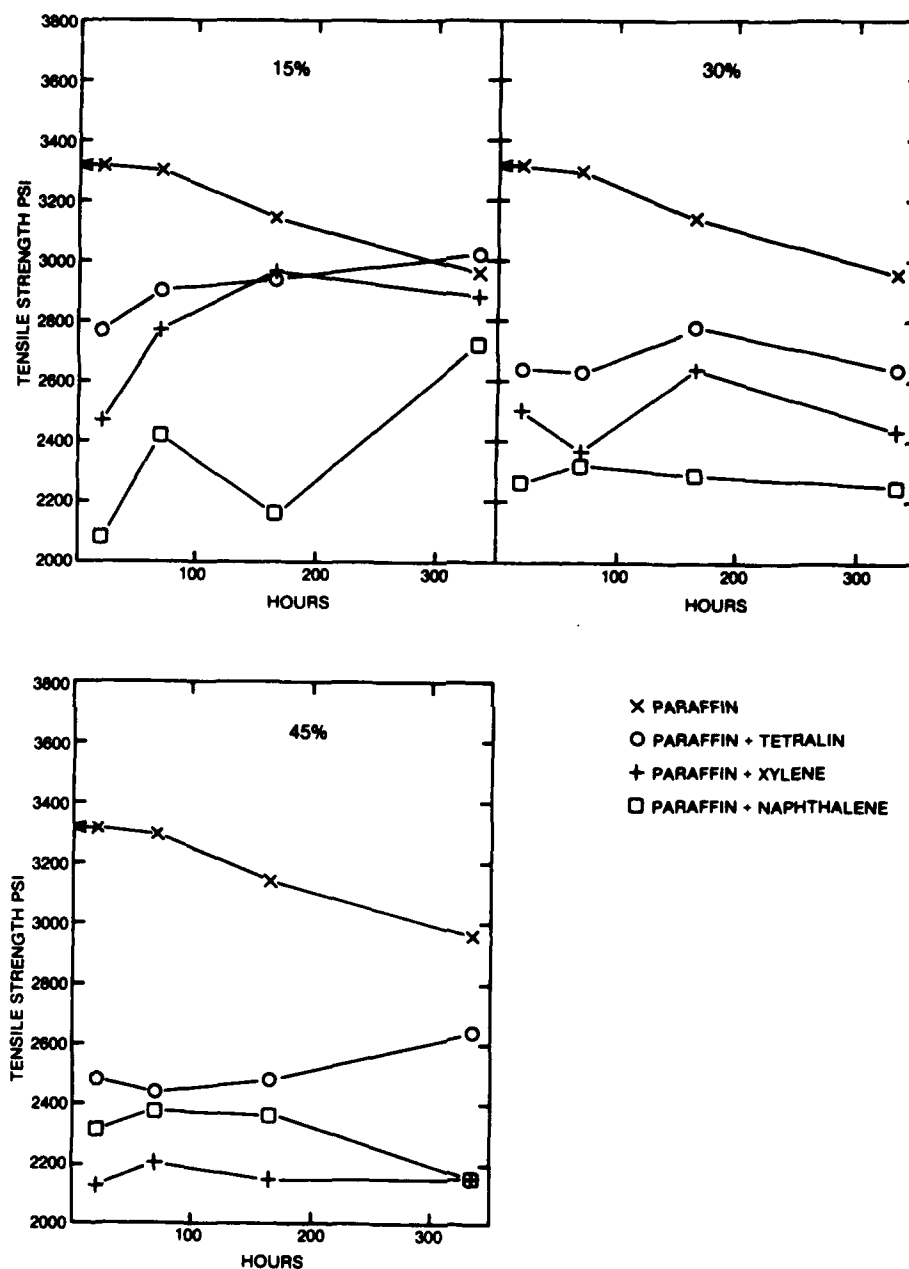 3800
3600
3400
3200
3000
2800
2600
2400
2200
2000
TENSILE STRENGTH PSI
15%
100 200 300
HOURS
30%
100 200 300
HOURS
3800
3600
3400
3200
3000
2800
2600
2400
2200
2000
TENSILE STRENGTH PSI
45%
100 200 300
HOURS
PARAFFIN
PARAFFIN + TETRALIN
PARAFFIN + XYLENE
PARAFFIN + NAPHTHALENE